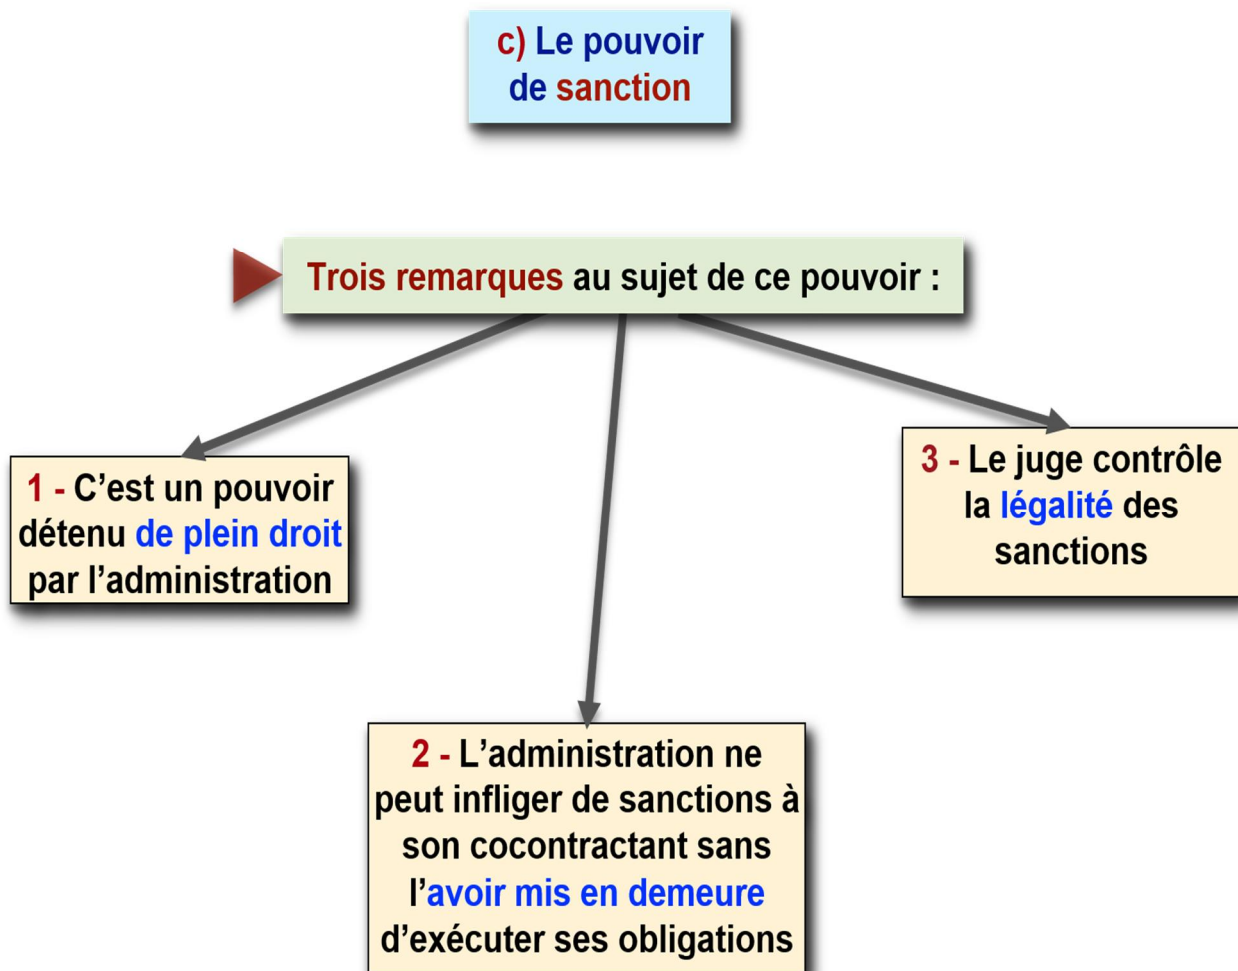 c) Le pouvoir
de sanction
Trois remarques au sujet de ce pouvoir :
1 - C’est un pouvoir
détenu de plein droit
par l’administration
2 - L’administration ne
peut infliger de sanctions à
son cocontractant sans
l’avoir mis en demeure
d’exécuter ses obligations
3 - Le juge contrôle
la légalité des
sanctions